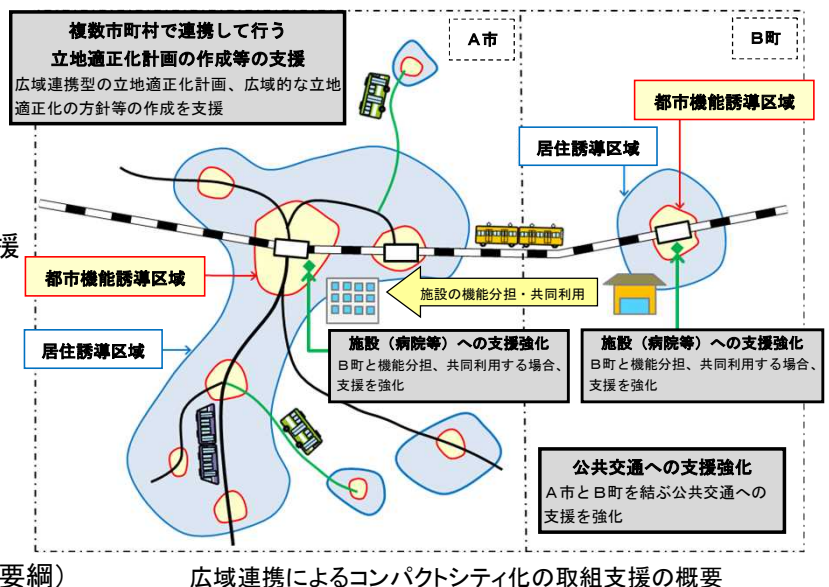 複数市町村で連携して行う
立地適正化計画の作成等の支援
広域連携型の立地適正化計画、広域的な立地
適正化の方針等の作成を支援
A市
B町
都市機能誘導区域
居住誘導区域
援
都市機能誘導区域
施設の機能分担・共同利用
居住誘導区域
施設（病院等）への支援強化
B町と機能分担、共同利用する場合、
支援を強化
施設（病院等）への支援強化
B町と機能分担、共同利用する場合、
支援を強化
公共交通への支援強化
A市とB町を結ぶ公共交通への
支援を強化
要綱）
広域連携によるコンパクトシティ化の取組支援の概要